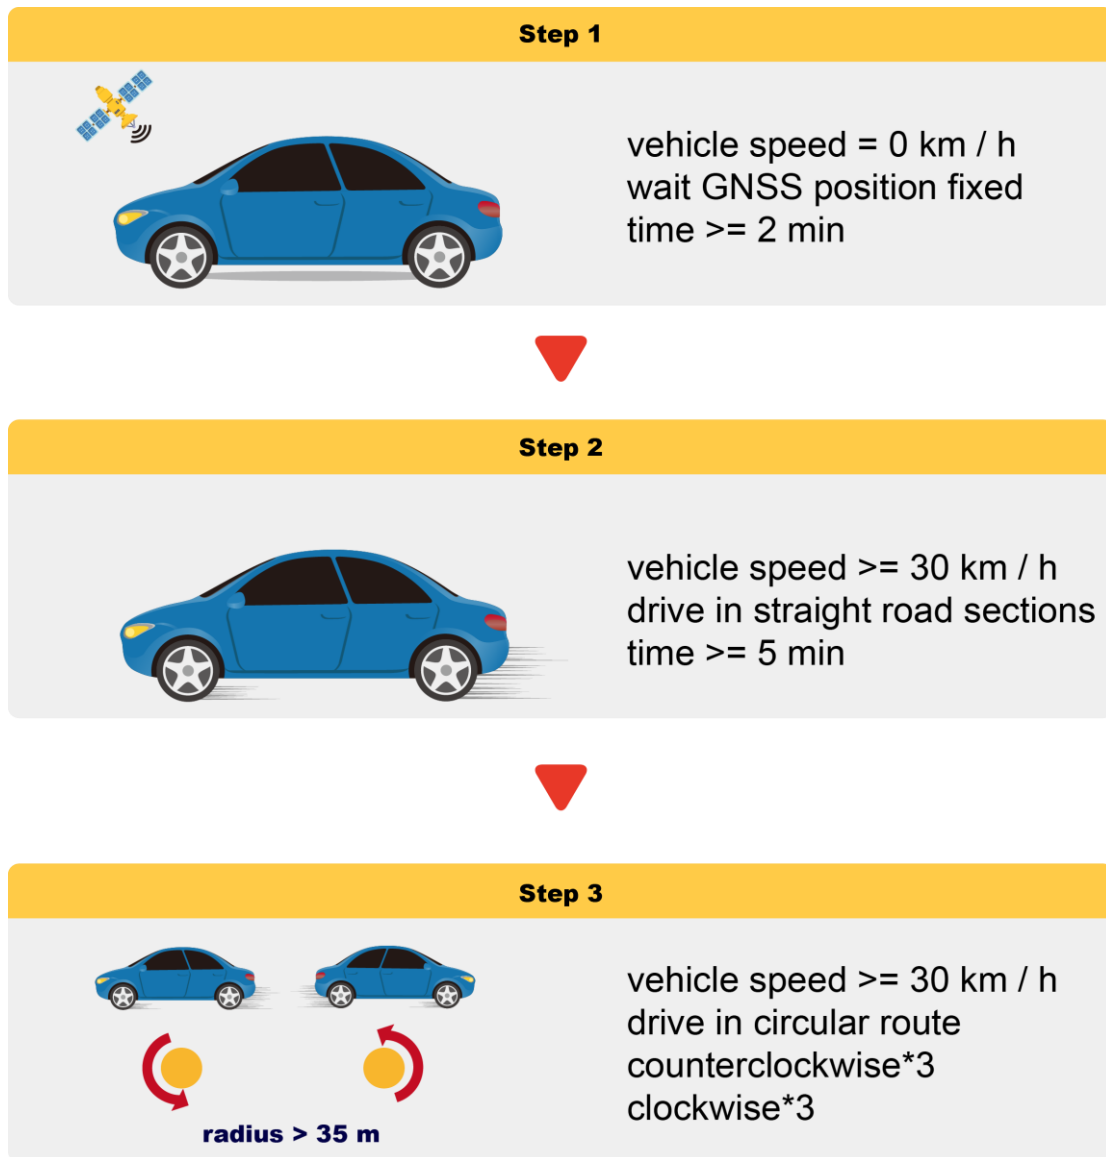 Step 1
vehicle speed = 0 km / h
wait GNSS position fixed
time >= 2 min
Step 2
vehicle speed >= 30 km / h
drive in straight road sections
time >= 5 min
Step 3
vehicle speed >= 30 km / h
drive in circular route
counterclockwise*3
clockwise*3
radius > 35 m